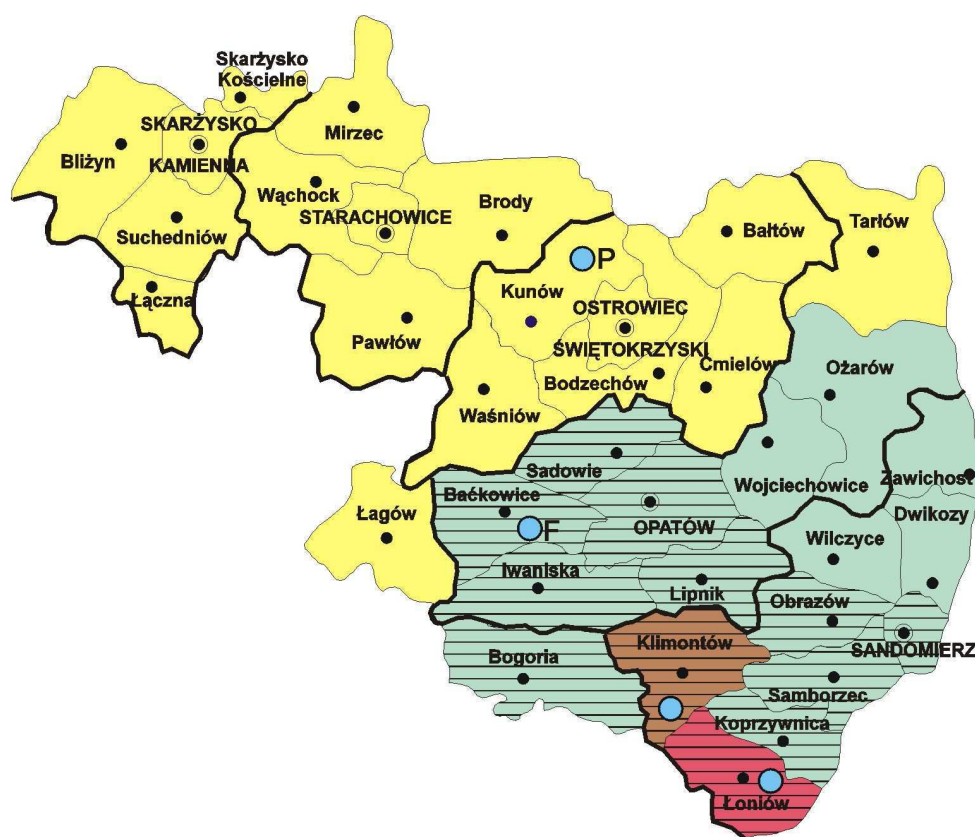 Skarżysko
Kościelne
SKARŻYSKO
KAMIENNA
Mirzec
Bliżyn
Wąchock
STARACHOWICE
Brody
Suchedniów
Bałtów
Tarłów
Łączna
P
Kunów
OSTROWIEC
Pawłów
ŚWIĘTOKRZYSKI
Cmielów
Ożarów
Bodzechów
Waśniów
Sadowie
Wojciechowice
Zawichost
Baćkowice
Łagów
F
OPATÓW
Dwikozy
Wilczyce
Iwaniska
Lipnik
Obrazów
Klimontów
SANDOMIERZ
Bogoria
Samborzec
Koprzywnica
Łoniów